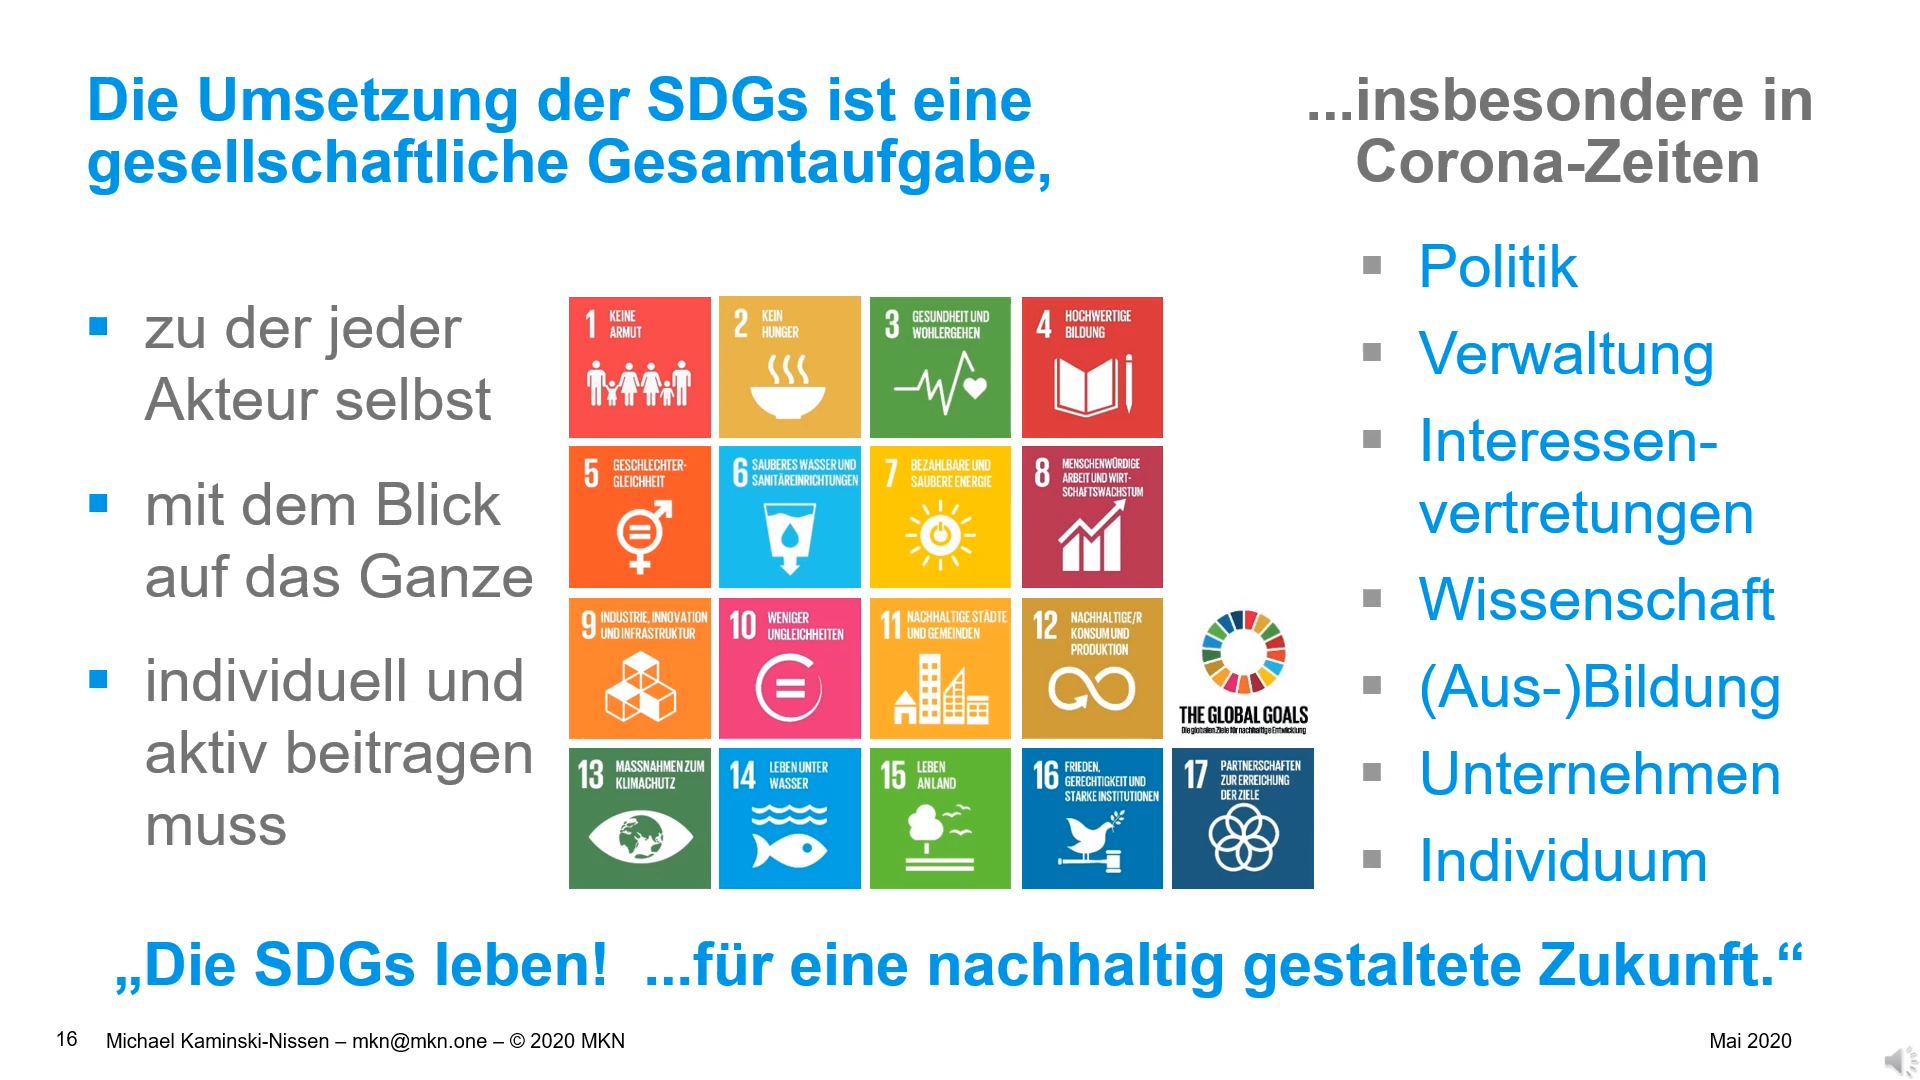 Die Umsetzung der SDGs ist eine
gesellschaftliche Gesamtaufgabe,
...insbesondere in
Corona-Zeiten
▪ zu der jeder
Akteur selbst
▪ mit dem Blick
auf das Ganze
▪ individuell und
aktiv beitragen
muss
1 KEINE
ARMUT
2 KEIN
HUNGER
3 GESUNDHEIT UND
WOHLERGEHEN
4 HOCHWERTIGE
BILDUNG
5 GESCHLECHTER-
GLEICHHEIT
6 SAUBERES WASSER UND
SANITÄREINRICHTUNGEN
7 BEZAHLBARE UND
SAUBERE ENERGIE
8 MENSCHENWÜRDIGE
ARBEIT UND WIRT-
SCHAFTSWACHSTUM
9 INDUSTRIE, INNOVATION
UND INFRASTRUKTUR
10 WENIGER
UNGLEICHHEITEN
11 NACHHALTIGE STÄDTE
UND GEMEINDEN
12 NACHHALTIGE/R
KONSUM UND
PRODUKTION
THE GLOBAL GOALS
Die globalen Ziele für nachhaltige Entwicklung
13 MASSNAHMEN ZUM
KLIMACHUTZ
14 LEBEN UNTER
WASSER
15 LEBEN
AN LAND
16 FRIEDEN,
GERECHTIGKEIT UND
STARKE INSTITUTIONEN
17 PARTNERSCHAFTEN
ZUR ERREICHUNG
DER ZIELE
▪ Politik
▪ Verwaltung
▪ Interessen-
vertretungen
▪ Wissenschaft
▪ (Aus-)Bildung
▪ Unternehmen
▪ Individuum
„Die SDGs leben! ...für eine nachhaltig gestaltete Zukunft.“
16 Michael Kaminski-Nissen – mkn@mkn.one – © 2020 MKN
Mai 2020